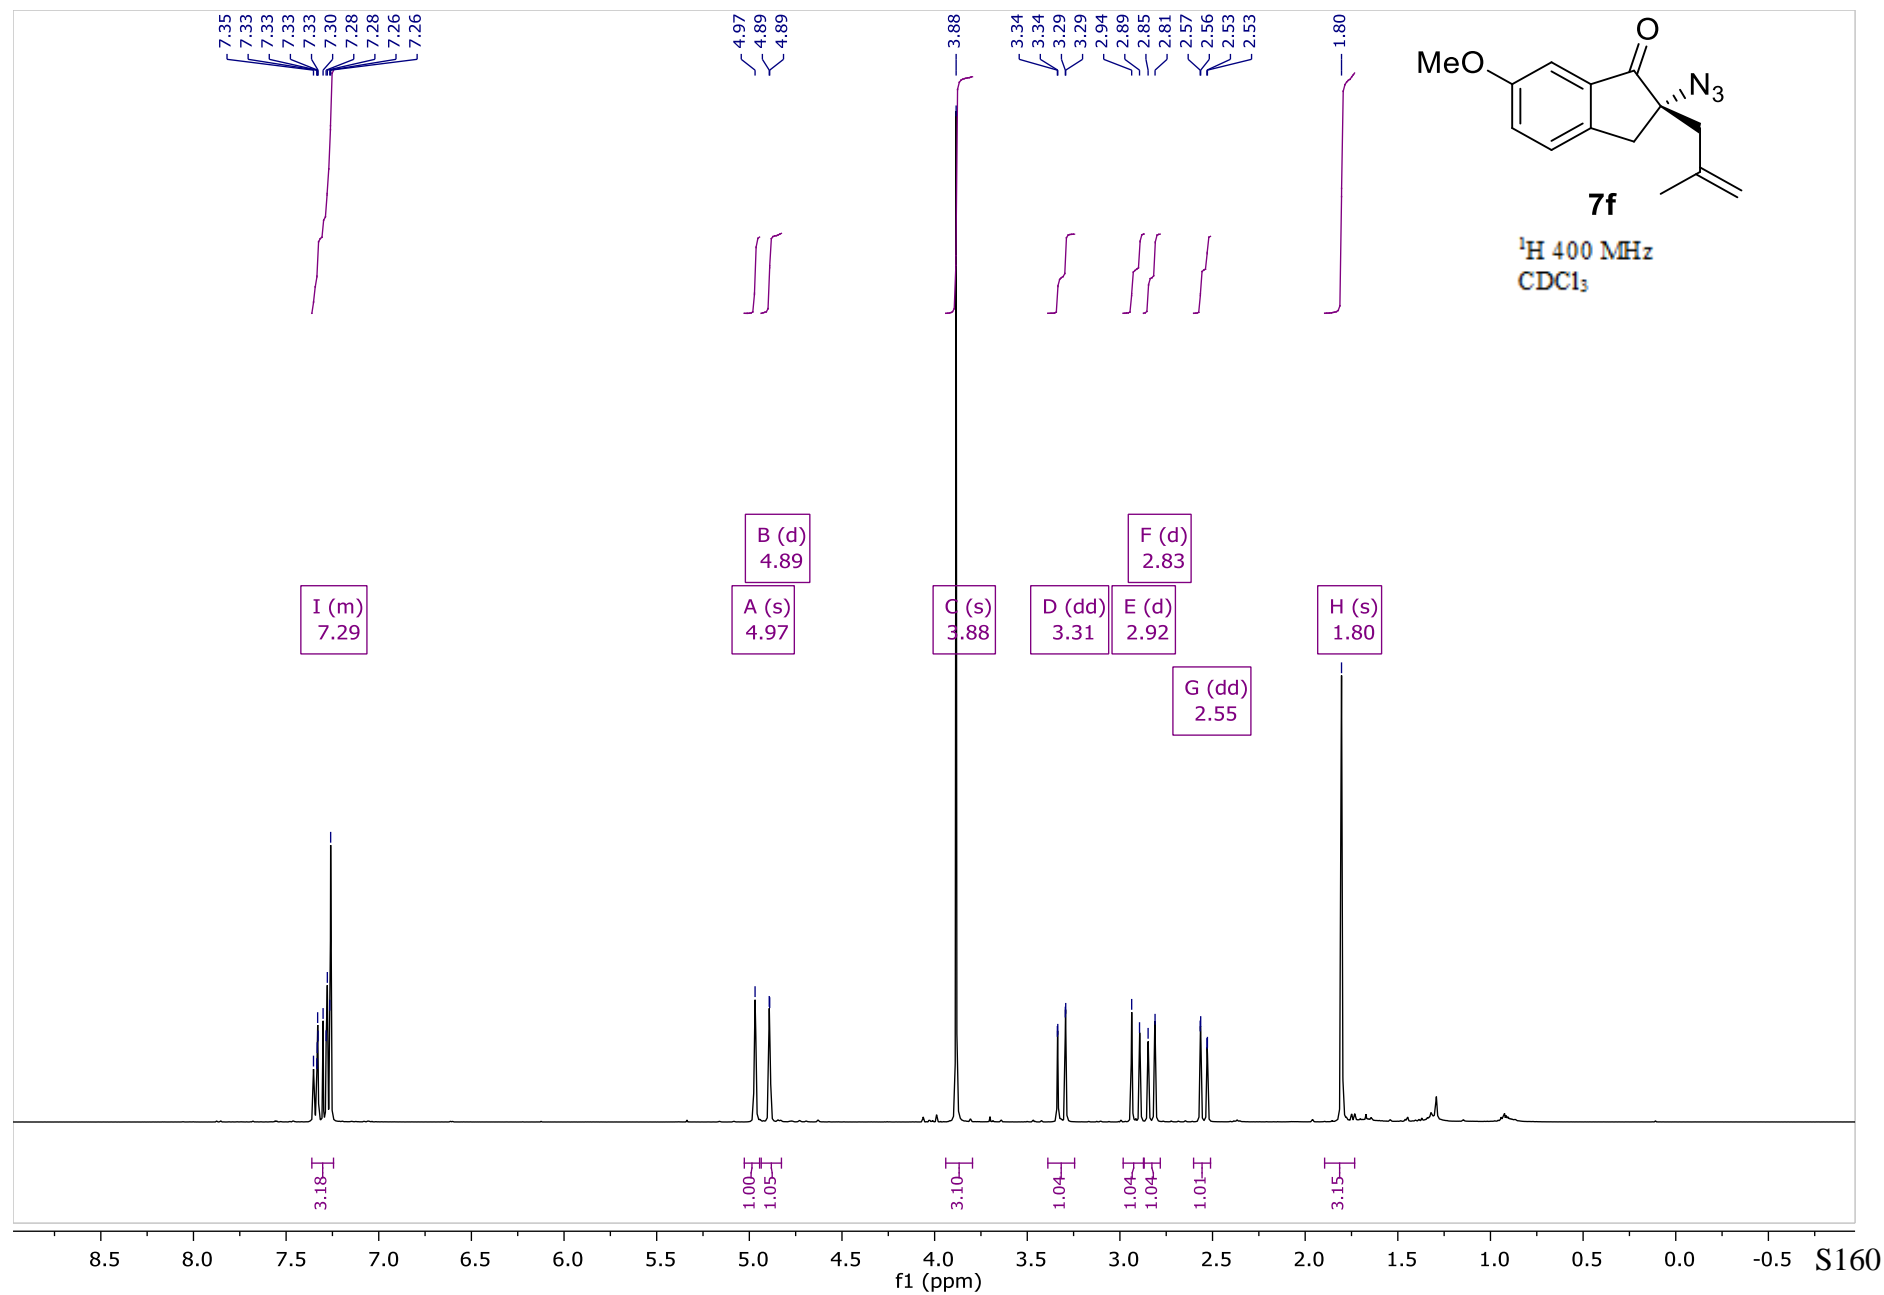 7.35 7.33 7.33 7.33 7.33 7.30 7.28 7.28 7.26 7.26 4.97 4.89 4.89 3.88 3.34 3.34 3.29 3.29 2.94 2.89 2.85 2.81 2.57 2.56 2.53 2.53 1.80
O
MeO
N₃
7f
¹H 400 MHz
CDCl₃
B (d)
4.89
F (d)
2.83
I (m)
7.29
A (s)
4.97
C (s)
3.88
D (dd)
3.31
E (d)
2.92
H (s)
1.80
G (dd)
2.55
3.18 1.00 1.05 3.10 1.04 1.04 1.04 1.01 3.15
8.5 8.0 7.5 7.0 6.5 6.0 5.5 5.0 4.5 4.0 3.5 3.0 2.5 2.0 1.5 1.0 0.5 0.0 -0.5
f1 (ppm)
S160